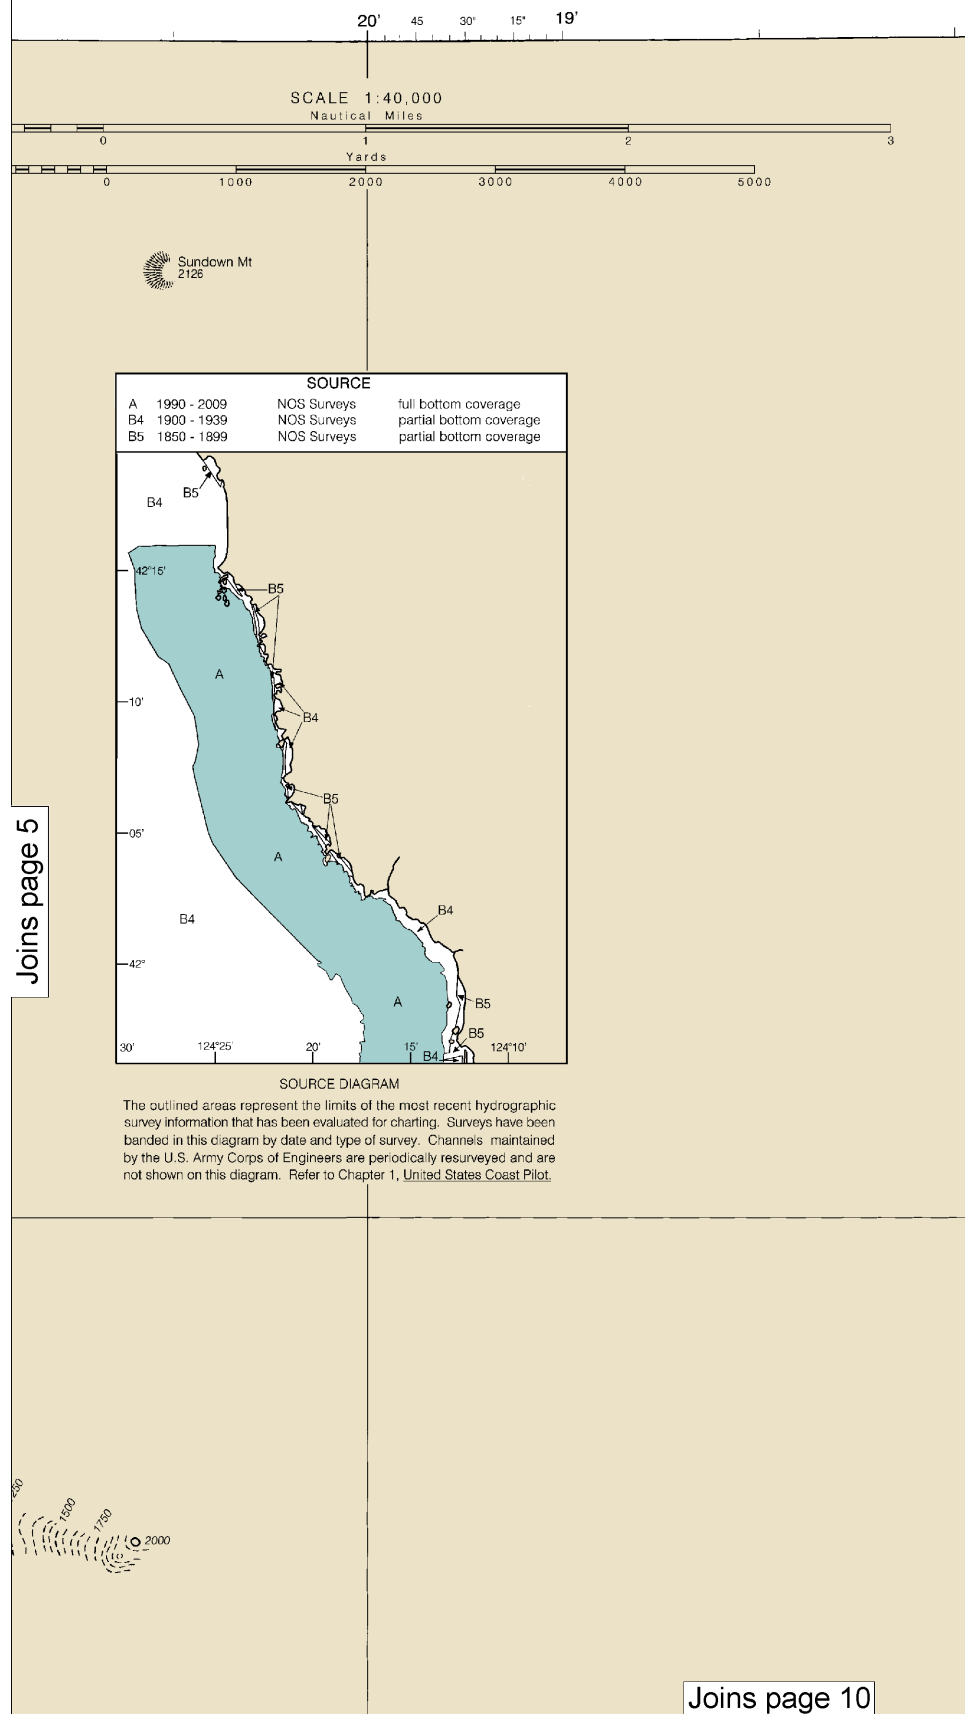 20' 45 30" 15" 19'
SCALE 1:40,000
Nautical Miles
0 1 2 3
Yards
0 1000 2000 3000 4000 5000
Sundown Mt
2126
SOURCE
A 1990 - 2009 NOS Surveys full bottom coverage
B4 1900 - 1939 NOS Surveys partial bottom coverage
B5 1850 - 1899 NOS Surveys partial bottom coverage
B5
B4
42°15'
B5
A
10'
B4
B5
05'
A
B4
B4
42°
A
B5
B5
30' 124°25' 20' 15' 124°10'
B4
SOURCE DIAGRAM
The outlined areas represent the limits of the most recent hydrographic
survey information that has been evaluated for charting. Surveys have been
banded in this diagram by date and type of survey. Channels maintained
by the U.S. Army Corps of Engineers are periodically resurveyed and are
not shown on this diagram. Refer to Chapter 1, United States Coast Pilot.
Joins page 5
1500
1750
2000
Joins page 10